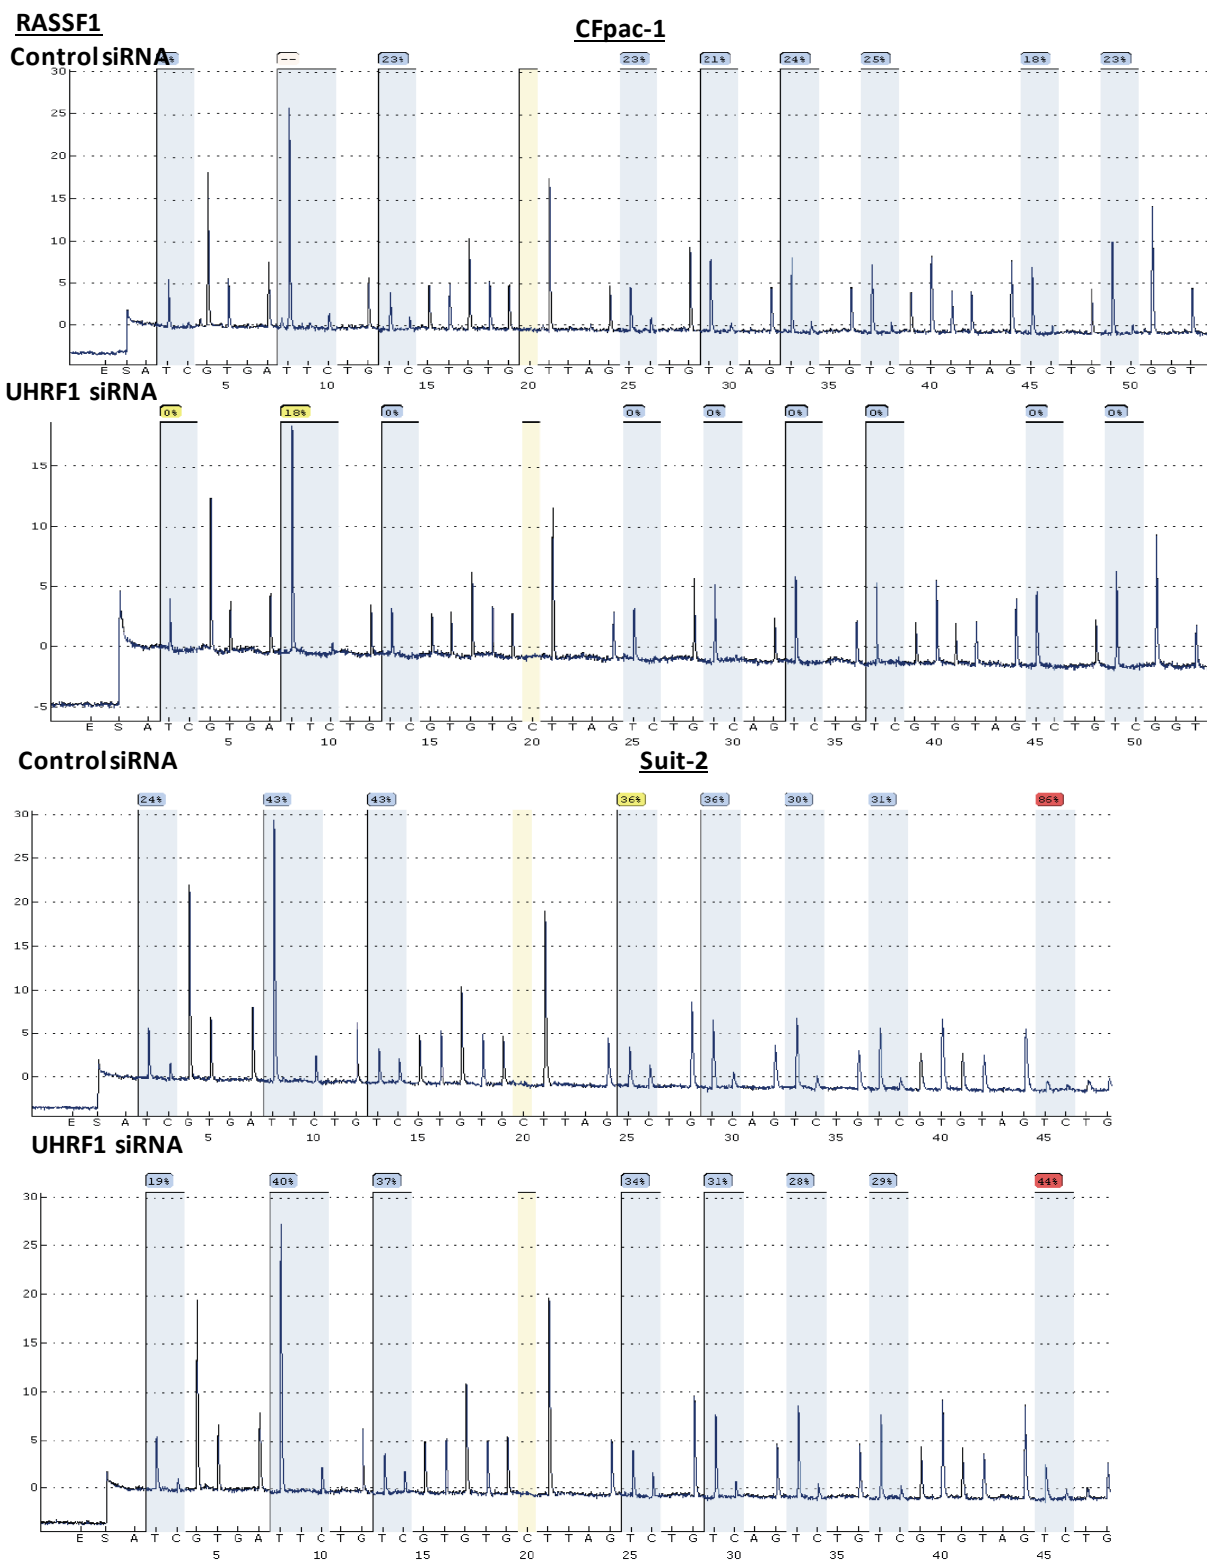 RASSF1
CFpac-1
Control siRNA
-- 23% 23% 21% 24% 25% 18% 23%
30
25
20
15
10
5
0
E S A T C G T G A T T C T G T C G T G T G C T T A G T C T G T C A G T C T G T C G T G T A G T C T G T C G G T
5 10 15 20 25 30 35 40 45 50
UHRF1 siRNA
0% 18% 0% 0% 0% 0% 0% 0% 0%
15
10
5
0
-5
E S A T C G T G A T T C T G T C G T G T G C T T A G T C T G T C A G T C T G T C G T G T A G T C T G T C G G T
5 10 15 20 25 30 35 40 45 50
Control siRNA
Suit-2
24% 43% 43% 36% 36% 30% 31% 86%
30
25
20
15
10
5
0
E S A T C G T G A T T C T G T C G T G T G C T T A G T C T G T C A G T C T G T C G T G T A G T C T G
5 10 15 20 25 30 35 40 45
UHRF1 siRNA
19% 40% 37% 34% 31% 28% 29% 44%
30
25
20
15
10
5
0
E S A T C G T G A T T C T G T C G T G T G C T T A G T C T G T C A G T C T G T C G T G T A G T C T G
5 10 15 20 25 30 35 40 45